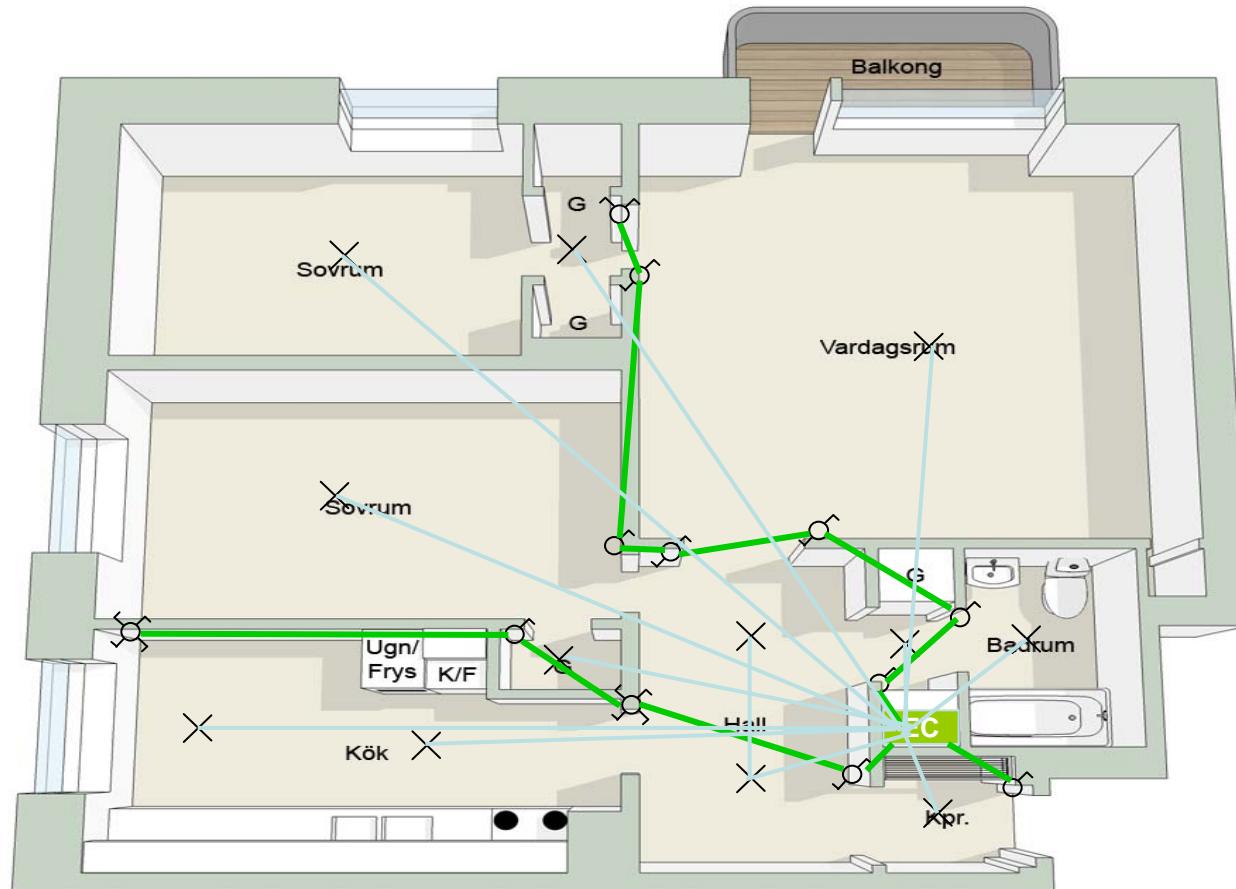 Balkong
G
Sovrum
G
Vardagsrum
Sovrum
G
Badrum
Ugn/
Frys
K/F
G
Hall
EC
Kök
Kpr.